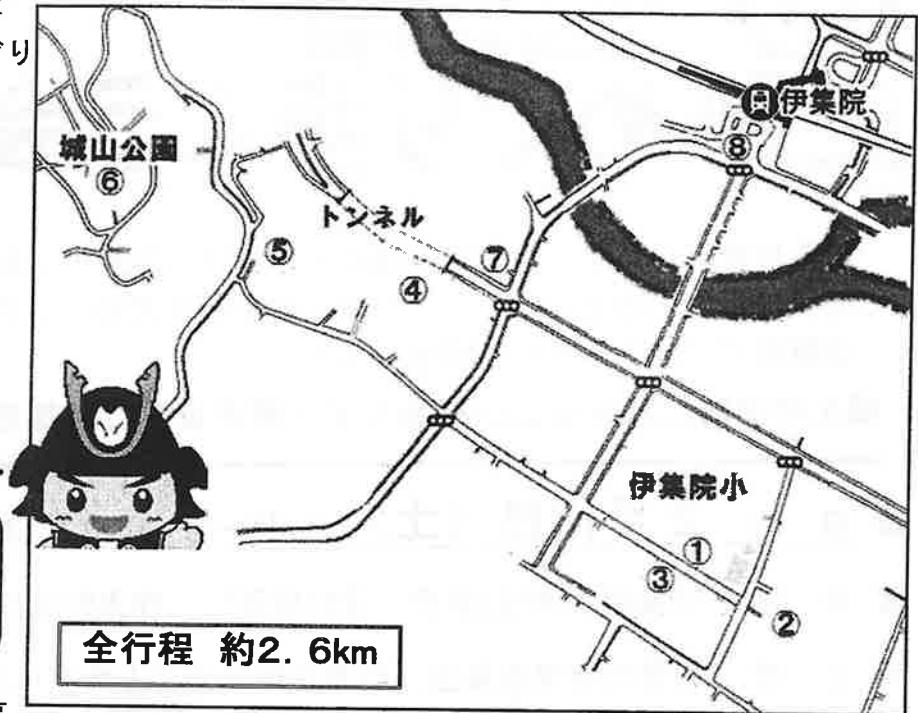 り
伊集院
⑧
城山公園
⑥
トンネル
⑦
⑤
④
伊集院小
①
③
②
全行程 約2.6km